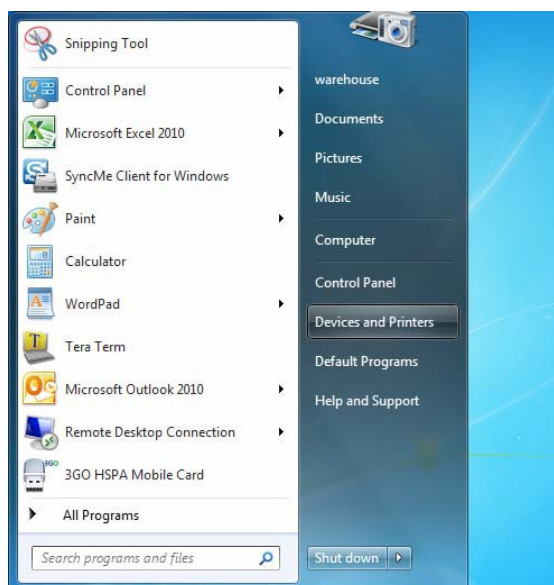 Snipping Tool
Control Panel
Microsoft Excel 2010
SyncMe Client for Windows
Paint
Calculator
WordPad
Tera Term
Microsoft Outlook 2010
Remote Desktop Connection
3GO
3GO HSPA Mobile Card
All Programs
Search programs and files
warehouse
Documents
Pictures
Music
Computer
Control Panel
Devices and Printers
Default Programs
Help and Support
Shut down